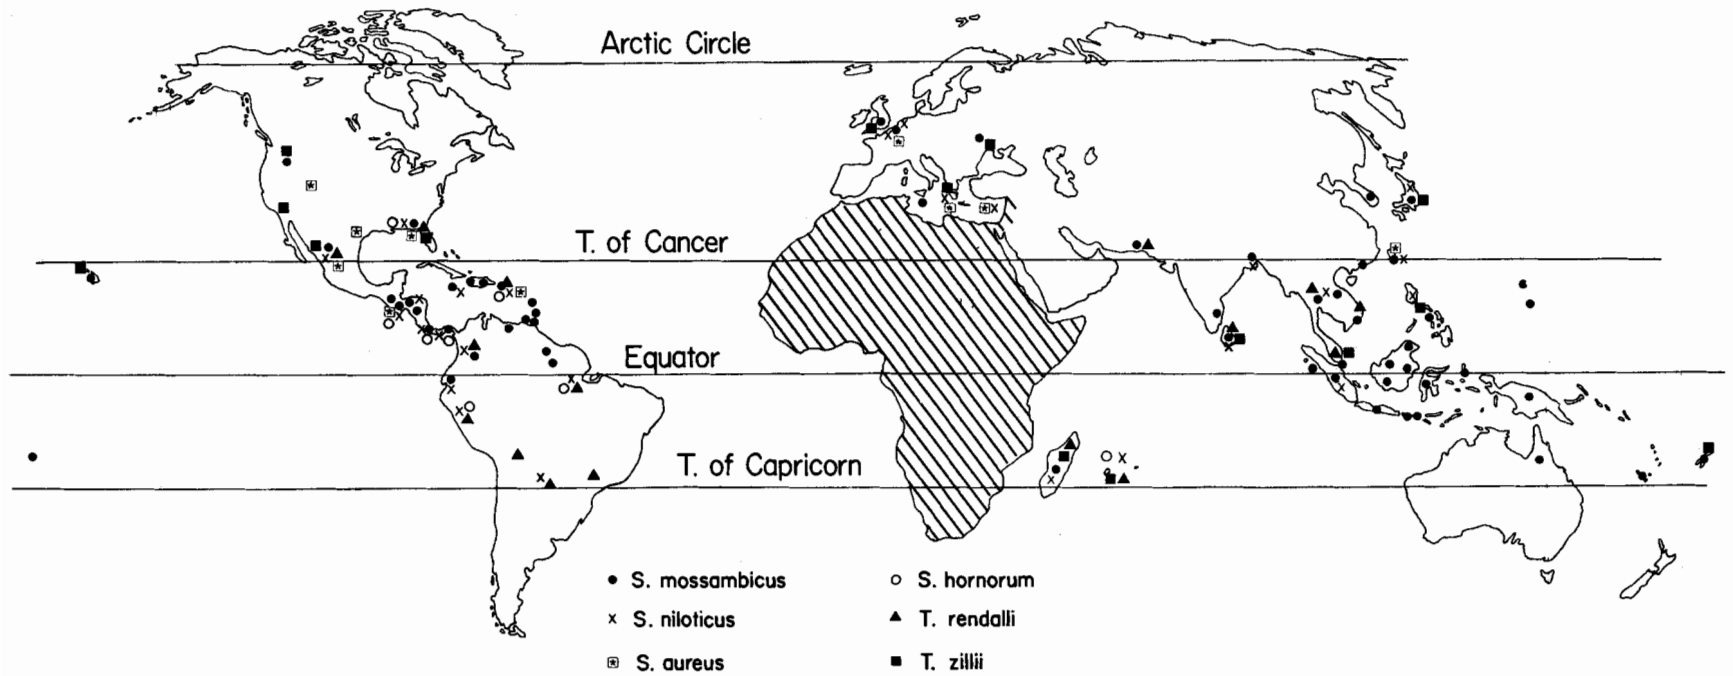 Arctic Circle
T. of Cancer
Equator
T. of Capricorn
● S. mossambicus
○ S. hornorum
x S. niloticus
▲ T. rendalli
S. aureus
■ T. zillii